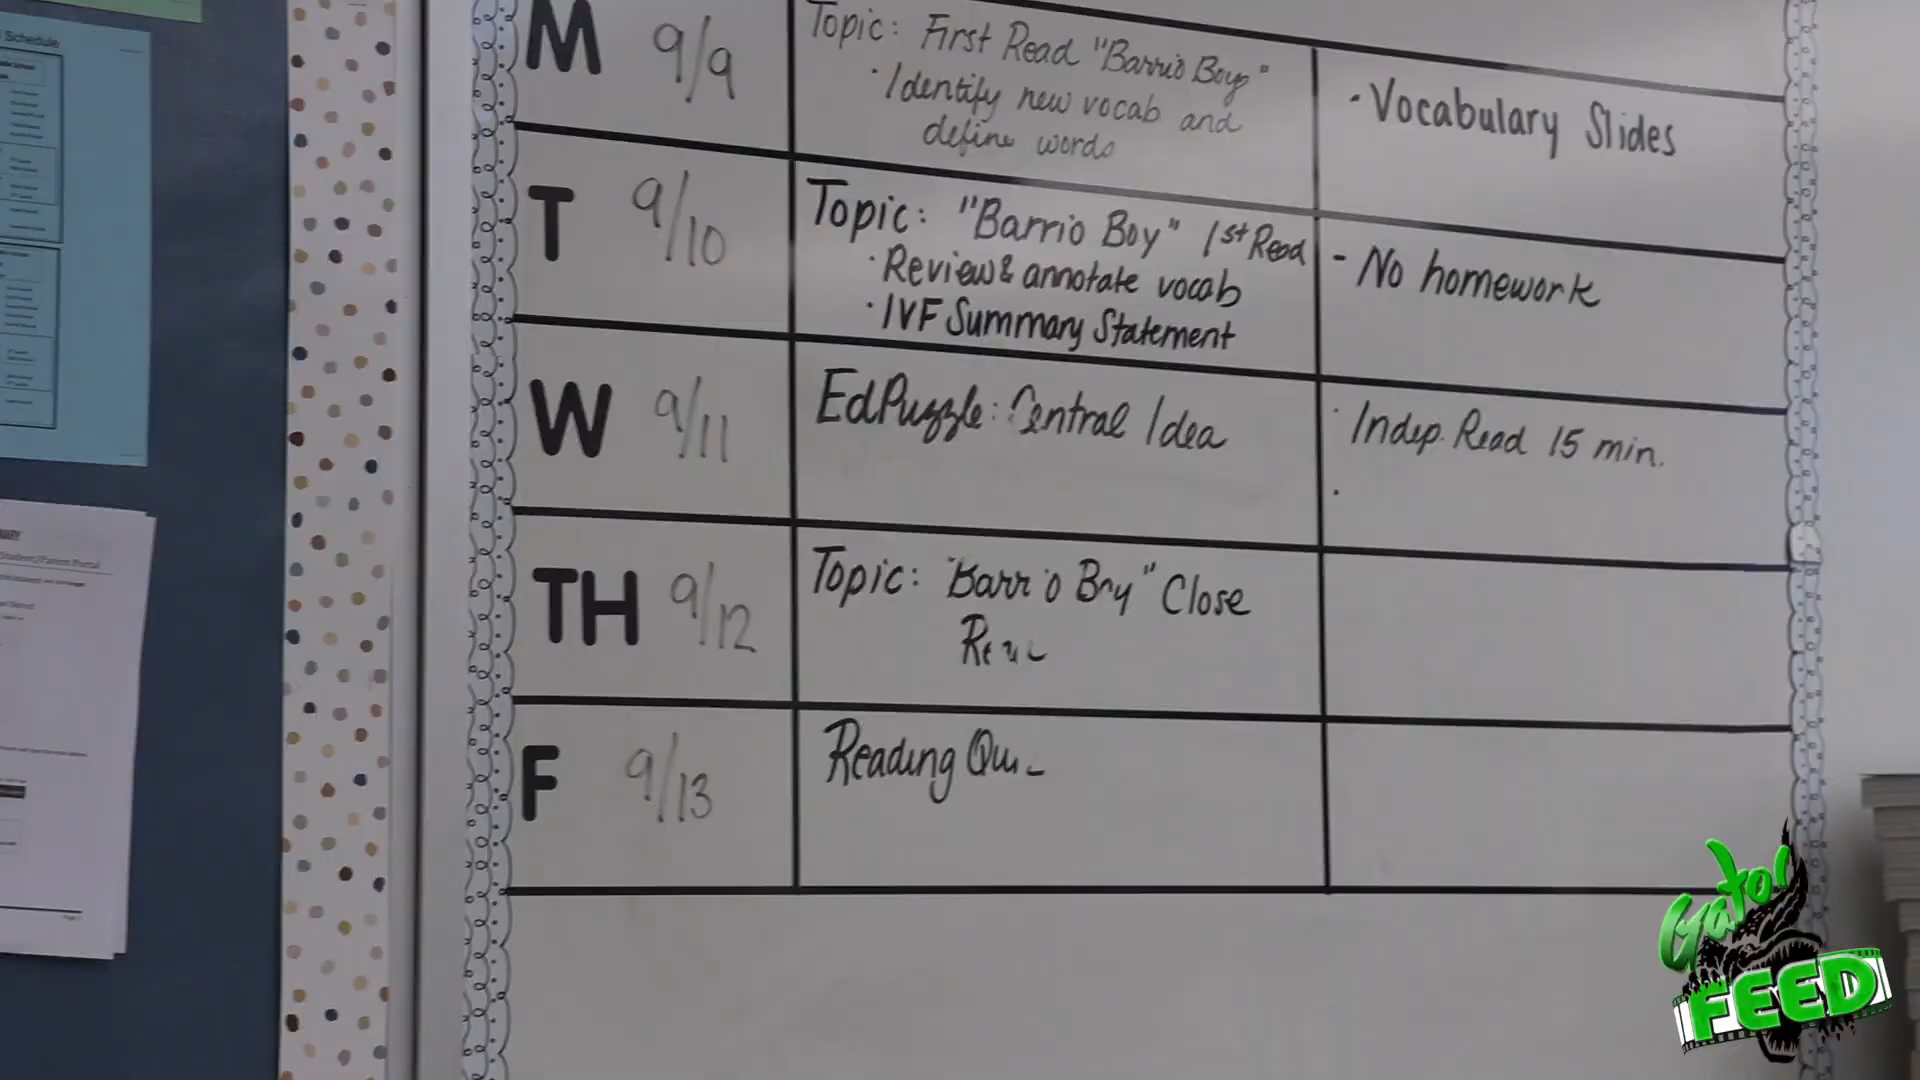 Schedule
M 9/9
Topic: First Read "Barrio Boy"
· Identify new vocab and
define words
· Vocabulary Slides
T 9/10
Topic: "Barrio Boy" 1st Read
· Review & annotate vocab
· IVF Summary Statement
- No homework
W 9/11
EdPuzzle: Central Idea
· Indep. Read 15 min.
·
TH 9/12
Topic: "Barrio Boy" Close
F 9/13
Reading
Gator
FEED